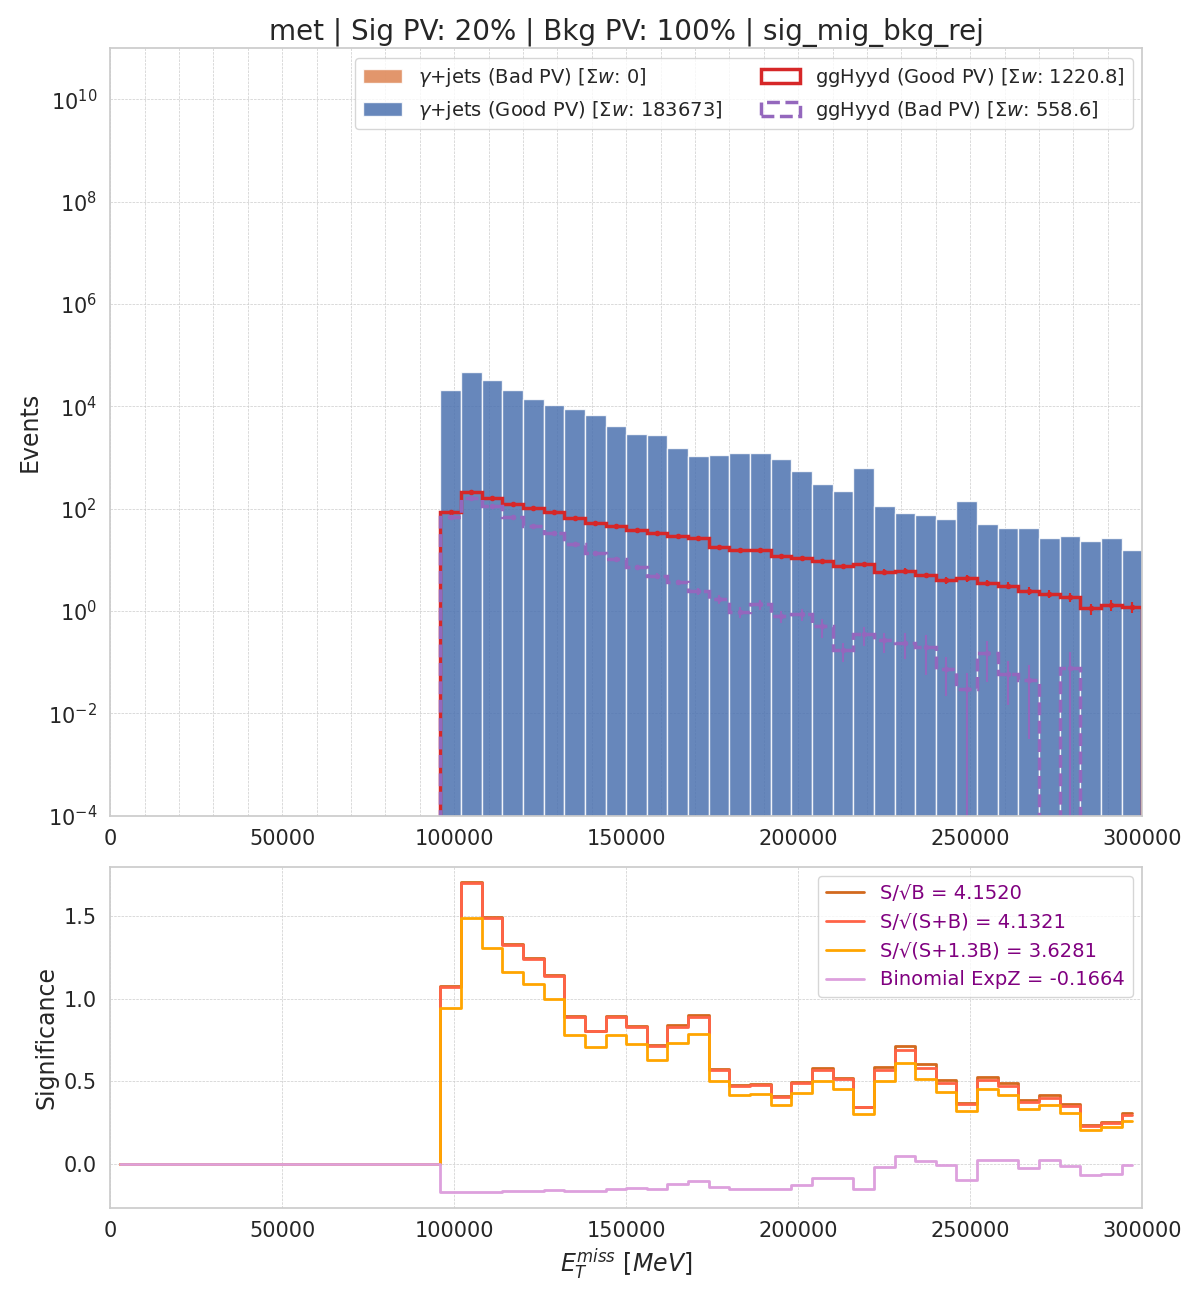 met | Sig PV: 20% | Bkg PV: 100% | sig_mig_bkg_rej
γ+jets (Bad PV) [Σw: 0]
γ+jets (Good PV) [Σw: 183673]
ggHyyd (Good PV) [Σw: 1220.8]
ggHyyd (Bad PV) [Σw: 558.6]
Events
10^10
10^8
10^6
10^4
10^2
10^0
10^−2
10^−4
0 50000 100000 150000 200000 250000 300000
S/√B = 4.1520
S/√(S+B) = 4.1321
S/√(S+1.3B) = 3.6281
Binomial ExpZ = -0.1664
Significance
1.5
1.0
0.5
0.0
0 50000 100000 150000 200000 250000 300000
E_T^miss [MeV]